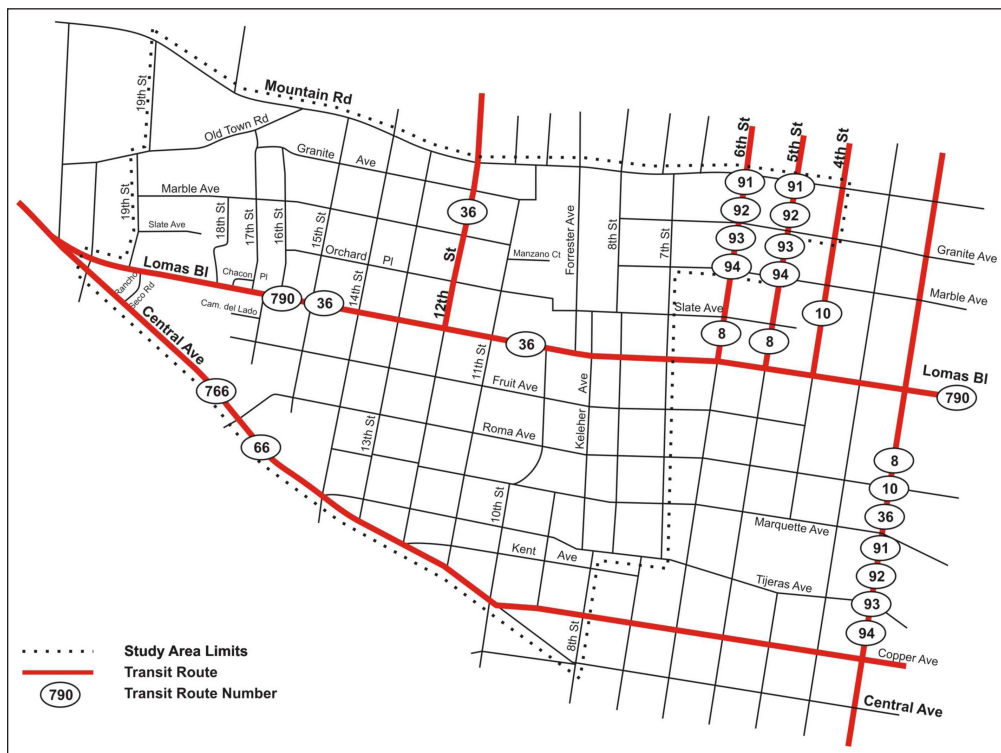 Mountain Rd
19th St
Old Town Rd
Granite Ave
6th St
5th St
4th St
91
91
92
92
93
93
94
94
Marble Ave
19th St
Slate Ave
18th St
17th St
16th St
15th St
36
12th St
Orchard Pl
Manzano Ct
Forrester Ave
8th St
7th St
Granite Ave
Marble Ave
Lomas Bl
Chacon Pl
14th St
Rancho Seco Rd
Cam. del Lado
790
36
Slate Ave
10
8
8
36
11th St
Lomas Bl
790
Central Ave
766
Fruit Ave
Keleher Ave
66
13th St
Roma Ave
8
10
36
10th St
Marquette Ave
91
Kent Ave
Tijeras Ave
92
93
94
8th St
Copper Ave
Central Ave
Study Area Limits
Transit Route
790
Transit Route Number